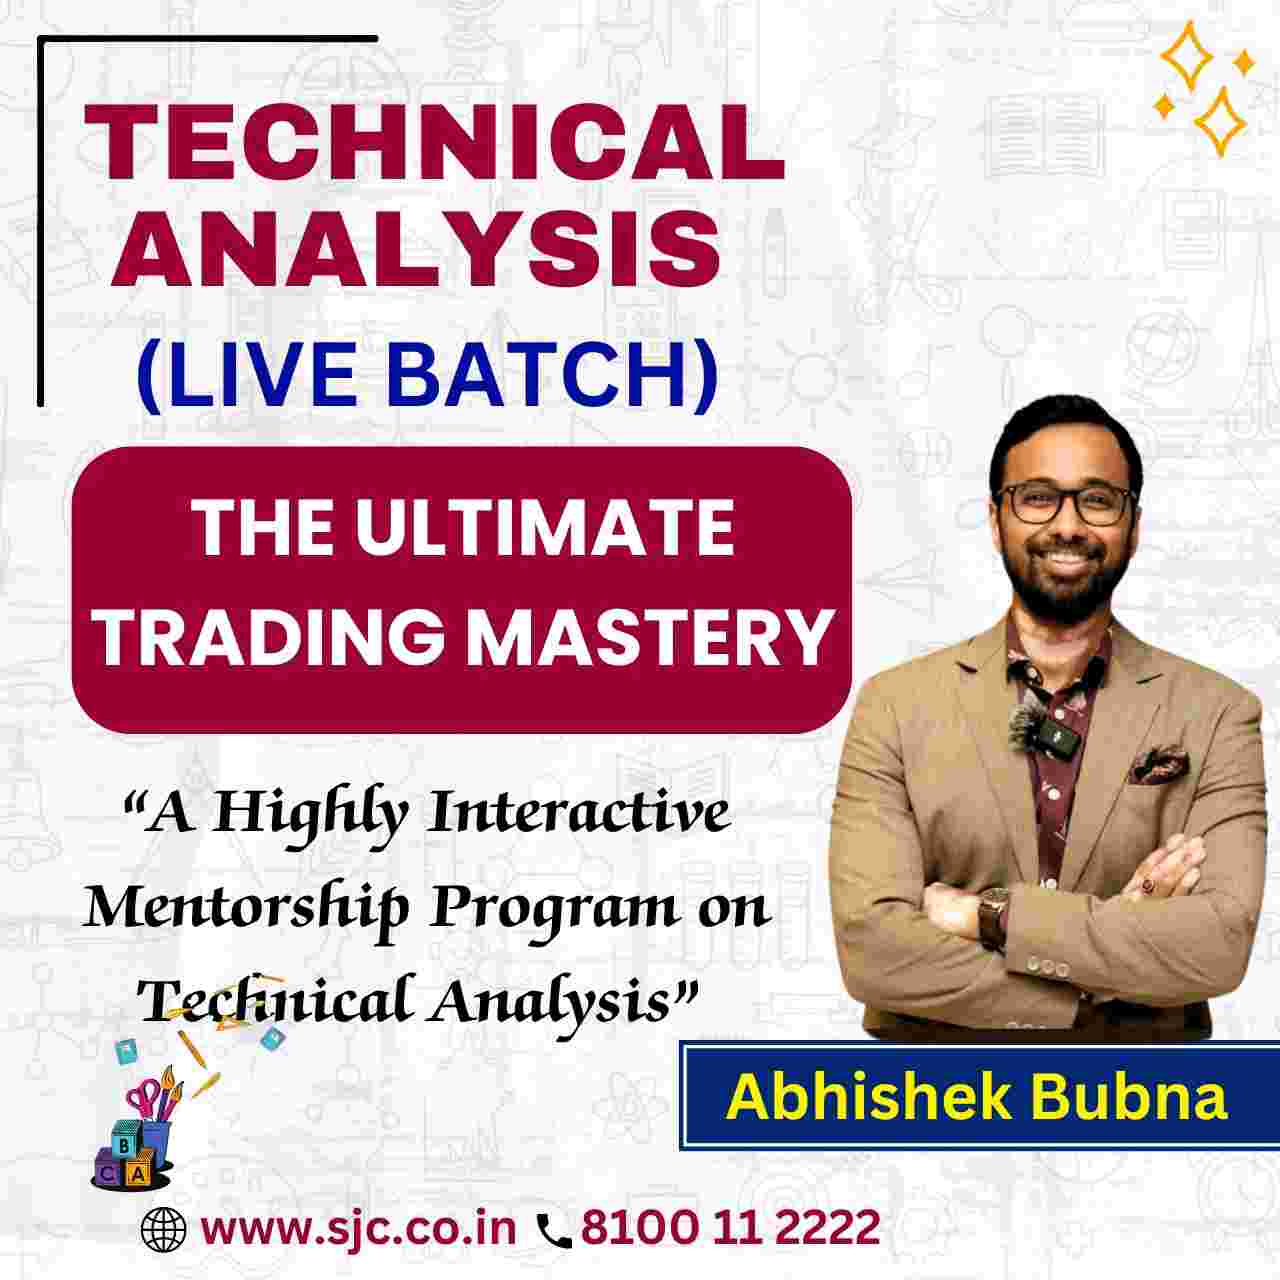 TECHNICAL
ANALYSIS
(LIVE BATCH)
THE ULTIMATE
TRADING MASTERY
“A Highly Interactive
Mentorship Program on
Technical Analysis”
Abhishek Bubna
B
C A
www.sjc.co.in 8100 11 2222